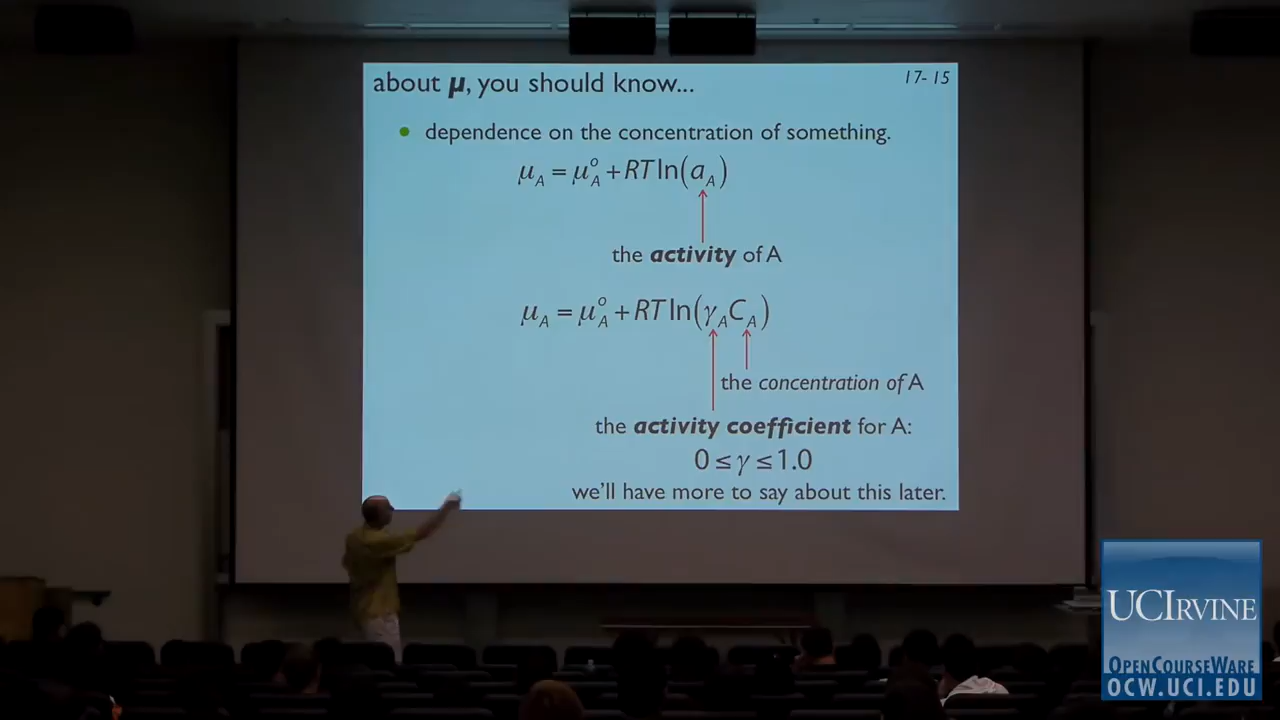 about μ, you should know...
17- 15
• dependence on the concentration of something.
μ_A = μ°_A + RT ln(a_A)
the activity of A
μ_A = μ°_A + RT ln(γ_A C_A)
the concentration of A
the activity coefficient for A:
0 ≤ γ ≤ 1.0
we'll have more to say about this later.
UCIRVINE
OPENCOURSEWARE
OCW.UCI.EDU